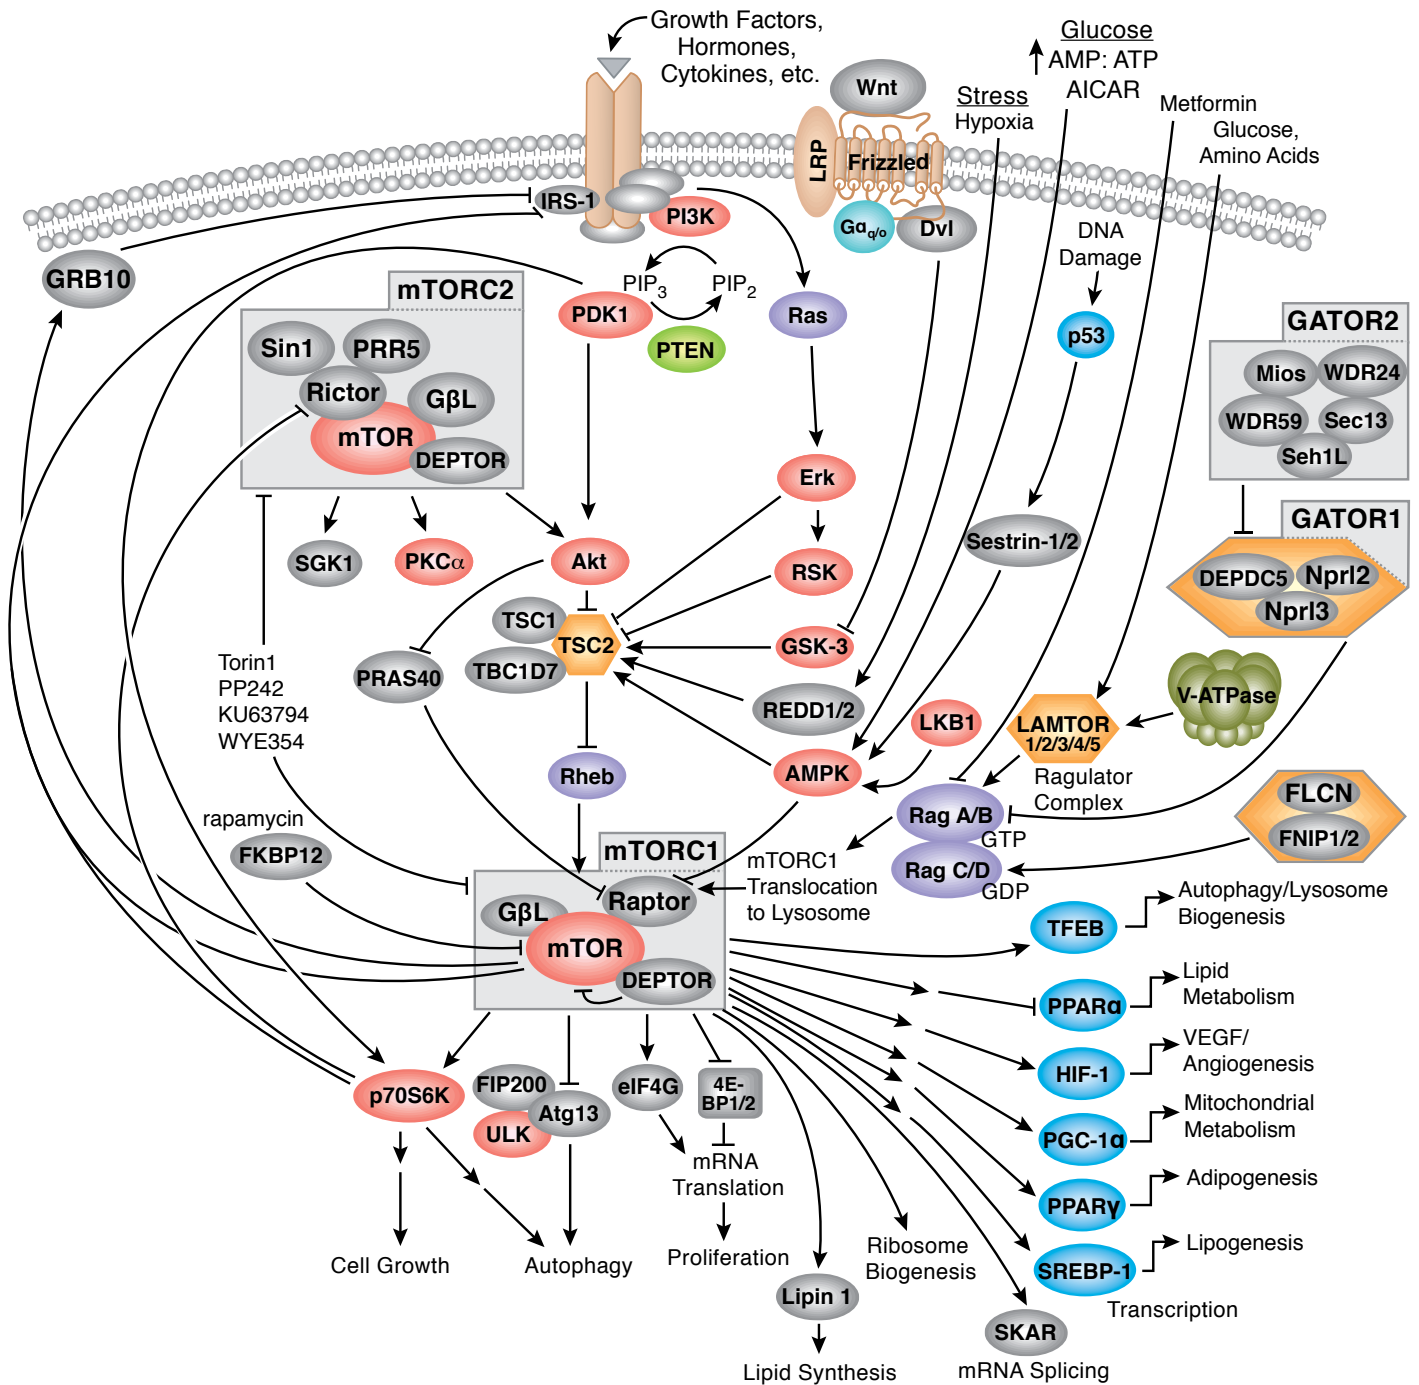 Growth Factors,
Hormones,
Cytokines, etc.
Wnt
Stress
Hypoxia
Glucose
AMP: ATP
AICAR
Metformin
Glucose,
Amino Acids
LRP
Frizzled
Gαq/o
Dvl
IRS-1
PI3K
GRB10
DNA
Damage
p53
PIP3
PIP2
PDK1
PTEN
Ras
mTORC2
Sin1
PRR5
Rictor
GβL
mTOR
DEPTOR
GATOR2
Mios
WDR24
WDR59
Sec13
Seh1L
GATOR1
DEPDC5
Nprl2
Nprl3
Erk
SGK1
PKCα
Akt
RSK
Sestrin-1/2
TSC1
TSC2
TBC1D7
GSK-3
PRAS40
REDD1/2
Torin1
PP242
KU63794
WYE354
LKB1
LAMTOR
1/2/3/4/5
Ragulator
Complex
V-ATPase
Rheb
AMPK
Rag A/B
GTP
Rag C/D
GDP
FLCN
FNIP1/2
rapamycin
FKBP12
mTORC1
mTORC1
Translocation
to Lysosome
GβL
Raptor
mTOR
DEPTOR
TFEB
Autophagy/Lysosome
Biogenesis
PPARα
Lipid
Metabolism
HIF-1
VEGF/
Angiogenesis
PGC-1α
Mitochondrial
Metabolism
PPARγ
Adipogenesis
SREBP-1
Lipogenesis
Transcription
p70S6K
FIP200
Atg13
ULK
eIF4G
4E-
BP1/2
mRNA
Translation
Cell Growth
Autophagy
Proliferation
Ribosome
Biogenesis
Lipin 1
Lipid Synthesis
SKAR
mRNA Splicing